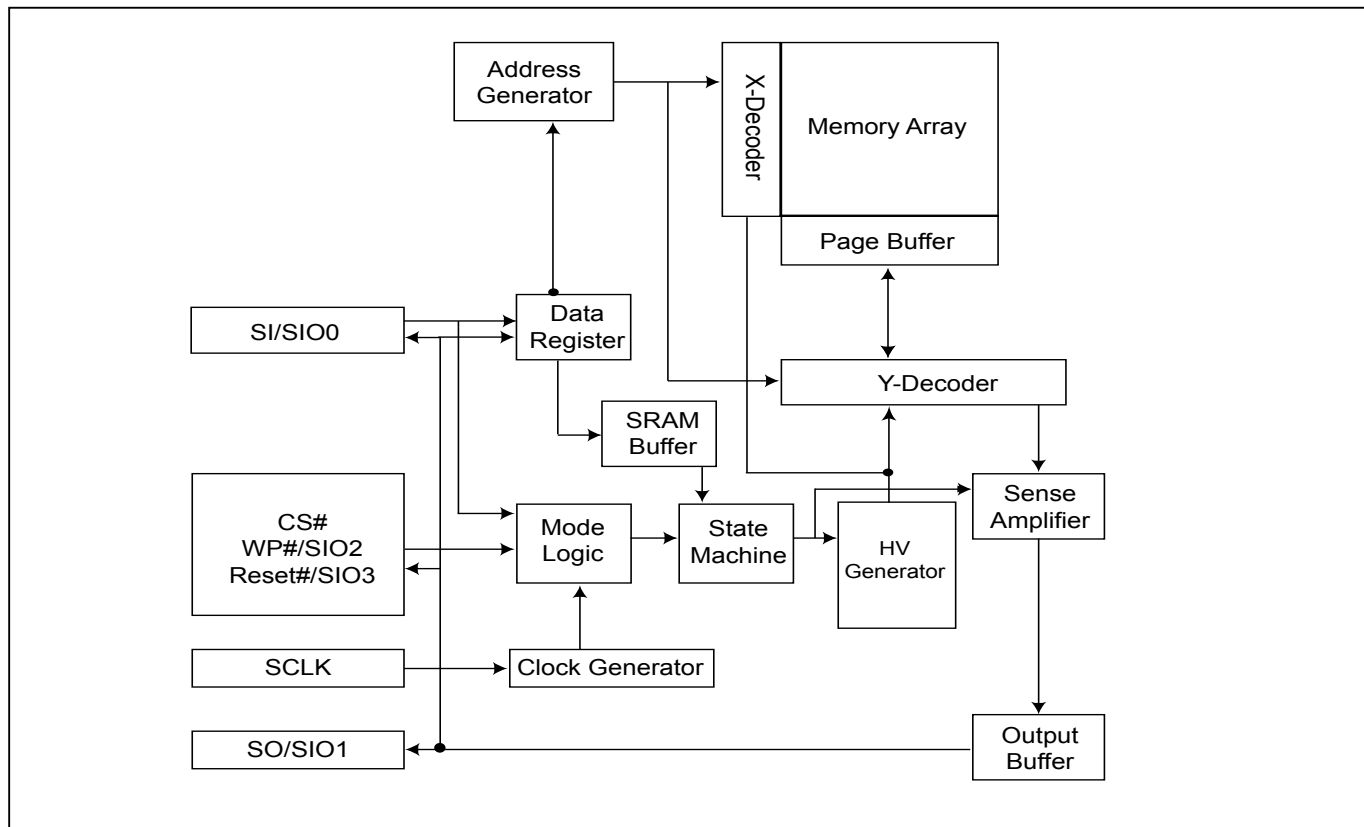 Address
Generator
X-Decoder
Memory Array
Page Buffer
SI/SIO0
Data
Register
Y-Decoder
SRAM
Buffer
CS#
WP#/SIO2
Reset#/SIO3
Mode
Logic
State
Machine
HV
Generator
Sense
Amplifier
SCLK
Clock Generator
SO/SIO1
Output
Buffer